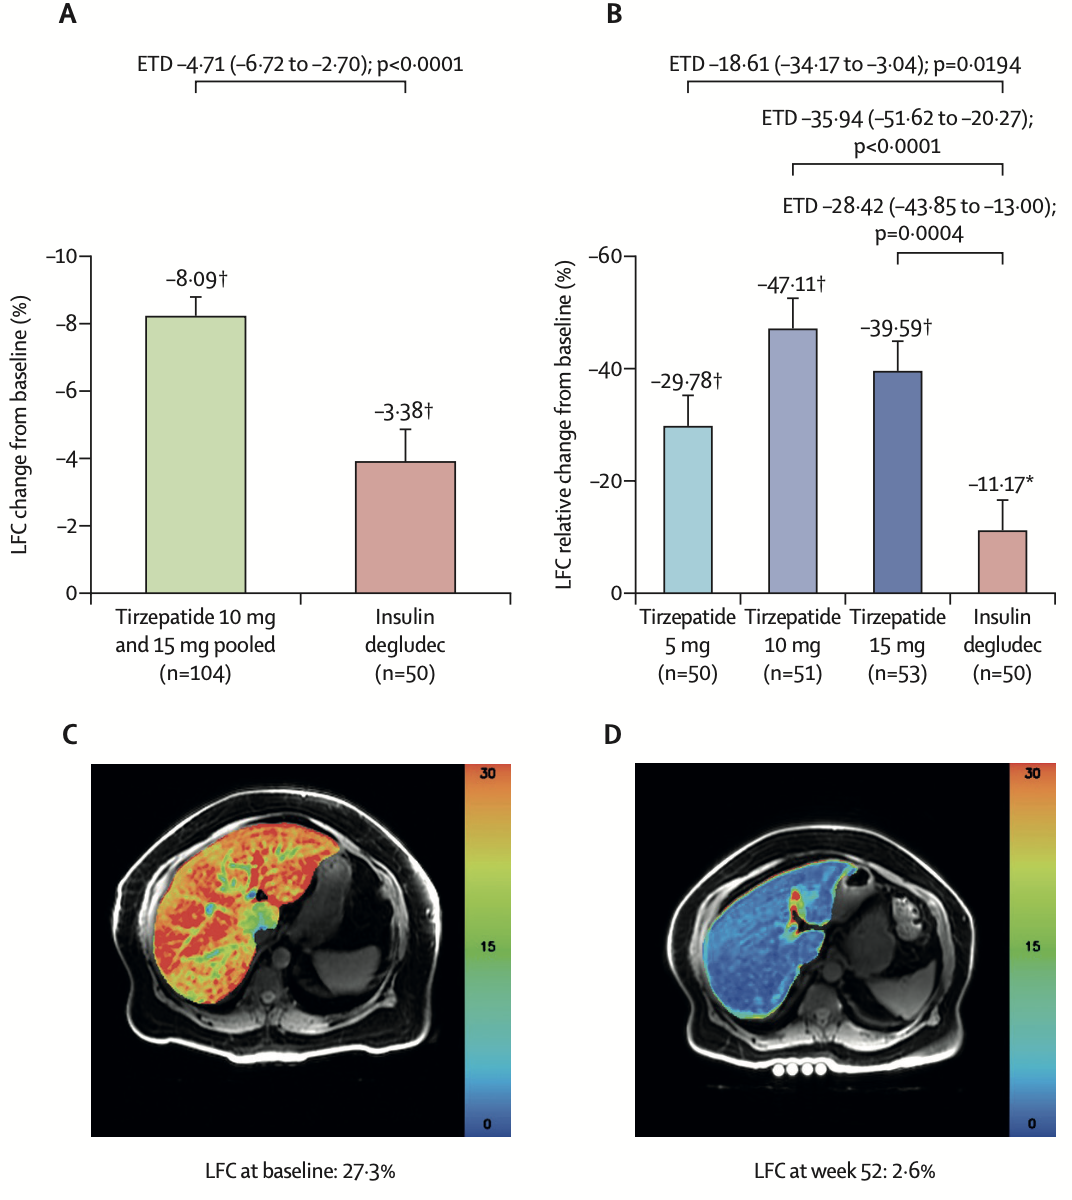 A
ETD –4·71 (–6·72 to –2·70); p<0·0001
LFC change from baseline (%)
–10
–8
–6
–4
–2
0
–8·09†
–3·38†
Tirzepatide 10 mg
and 15 mg pooled
(n=104)
Insulin
degludec
(n=50)
B
ETD –18·61 (–34·17 to –3·04); p=0·0194
ETD –35·94 (–51·62 to –20·27);
p<0·0001
ETD –28·42 (–43·85 to –13·00);
p=0·0004
LFC relative change from baseline (%)
–60
–40
–20
0
–29·78†
–47·11†
–39·59†
–11·17*
Tirzepatide
5 mg
(n=50)
Tirzepatide
10 mg
(n=51)
Tirzepatide
15 mg
(n=53)
Insulin
degludec
(n=50)
C
30
15
0
LFC at baseline: 27·3%
D
30
15
0
LFC at week 52: 2·6%